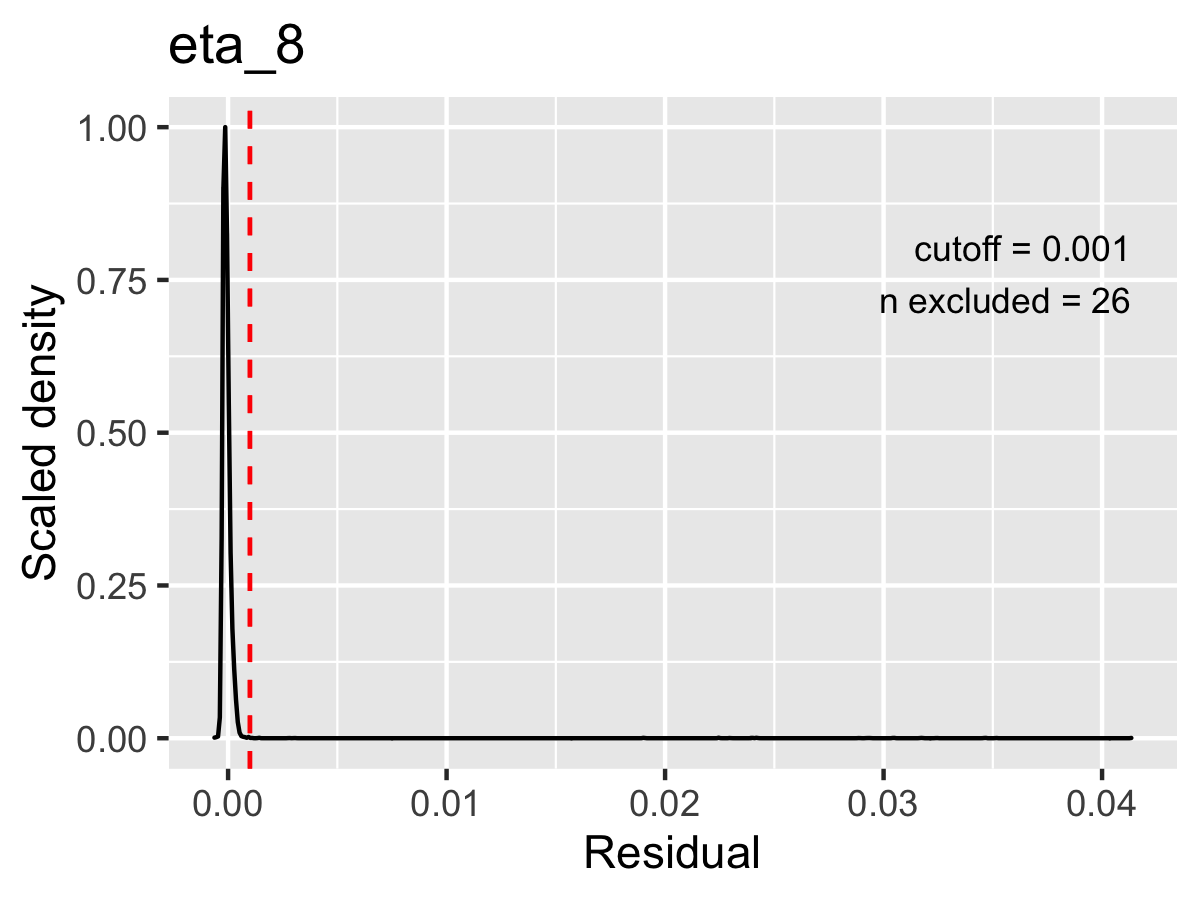 eta_8
1.00
0.75
0.50
0.25
0.00
Scaled density
cutoff = 0.001
n excluded = 26
0.00 0.01 0.02 0.03 0.04
Residual